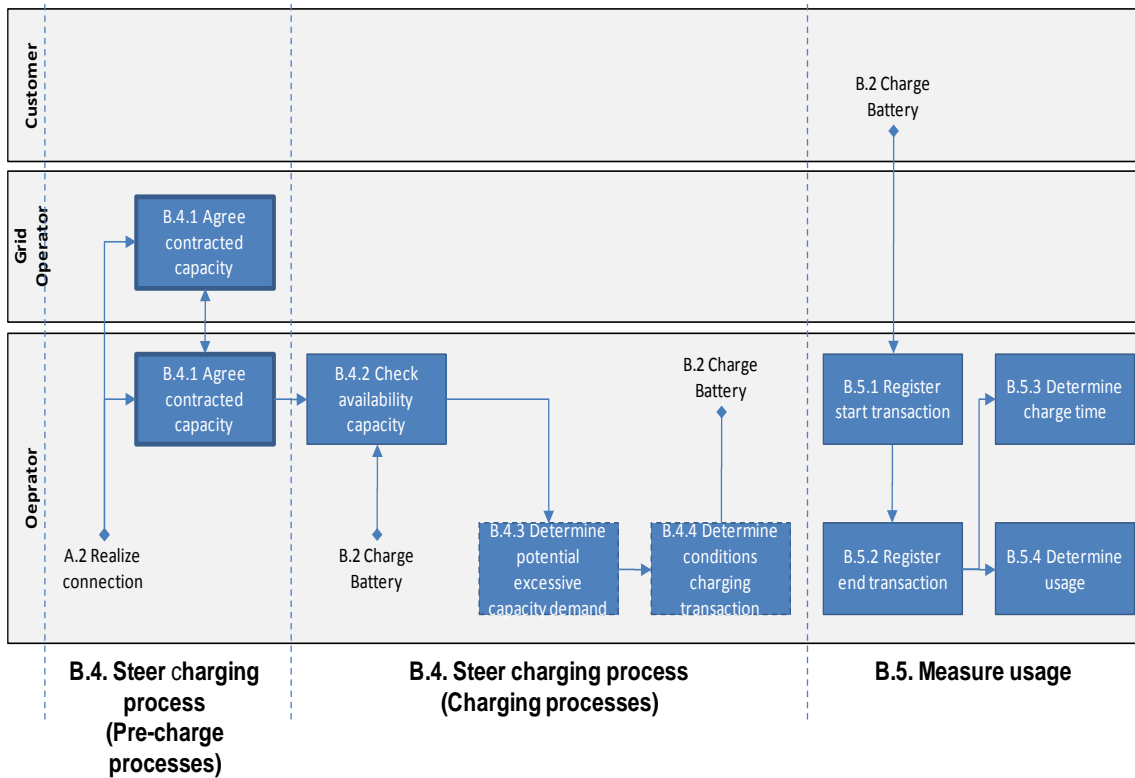 Customer
B.2 Charge
Battery
Grid
Operator
B.4.1 Agree
contracted
capacity
Oeprator
B.4.1 Agree
contracted
capacity
B.4.2 Check
availability
capacity
B.2 Charge
Battery
B.5.1 Register
start transaction
B.5.3 Determine
charge time
A.2 Realize
connection
B.2 Charge
Battery
B.4.3 Determine
potential
excessive
capacity demand
B.4.4 Determine
conditions
charging
transaction
B.5.2 Register
end transaction
B.5.4 Determine
usage
B.4. Steer charging
process
(Pre-charge
processes)
B.4. Steer charging process
(Charging processes)
B.5. Measure usage